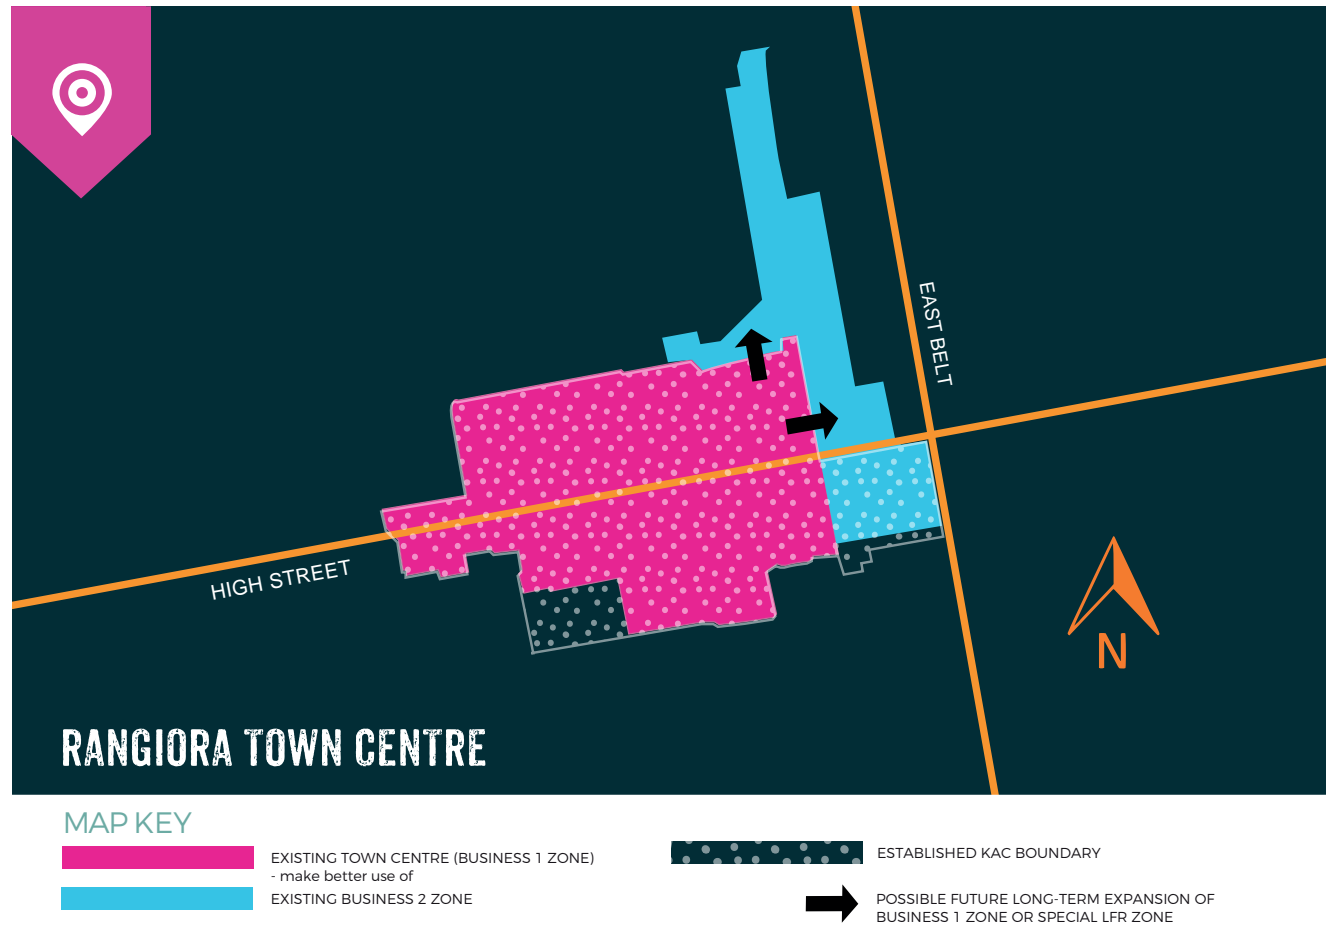 EAST BELT
HIGH STREET
N
RANGIORA TOWN CENTRE
MAP KEY
EXISTING TOWN CENTRE (BUSINESS 1 ZONE)
- make better use of
EXISTING BUSINESS 2 ZONE
ESTABLISHED KAC BOUNDARY
POSSIBLE FUTURE LONG-TERM EXPANSION OF
BUSINESS 1 ZONE OR SPECIAL LFR ZONE